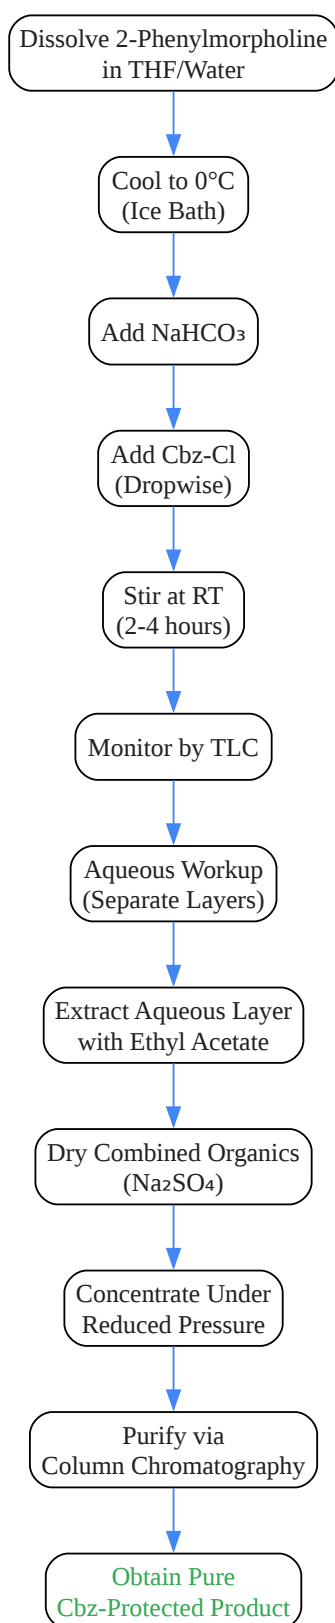 Dissolve 2-Phenylmorpholine
in THF/Water
Cool to 0°C
(Ice Bath)
Add NaHCO₃
Add Cbz-Cl
(Dropwise)
Stir at RT
(2-4 hours)
Monitor by TLC
Aqueous Workup
(Separate Layers)
Extract Aqueous Layer
with Ethyl Acetate
Dry Combined Organics
(Na₂SO₄)
Concentrate Under
Reduced Pressure
Purify via
Column Chromatography
Obtain Pure
Cbz-Protected Product